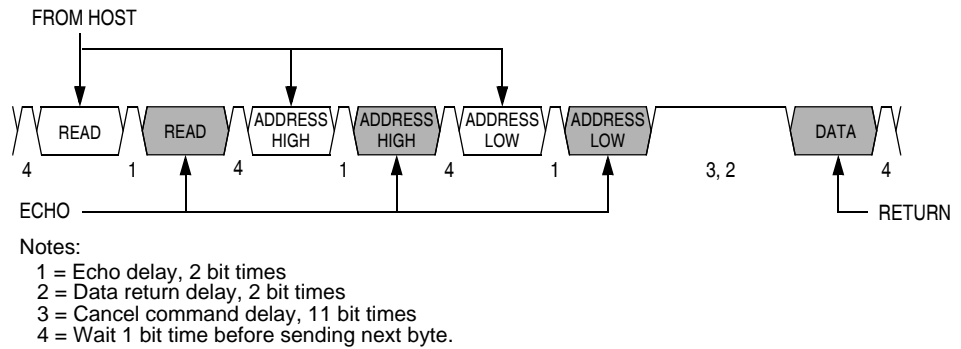 FROM HOST
READ READ ADDRESS HIGH ADDRESS HIGH ADDRESS LOW ADDRESS LOW DATA
4 1 4 1 4 1 3, 2 4
ECHO RETURN
Notes:
1 = Echo delay, 2 bit times
2 = Data return delay, 2 bit times
3 = Cancel command delay, 11 bit times
4 = Wait 1 bit time before sending next byte.